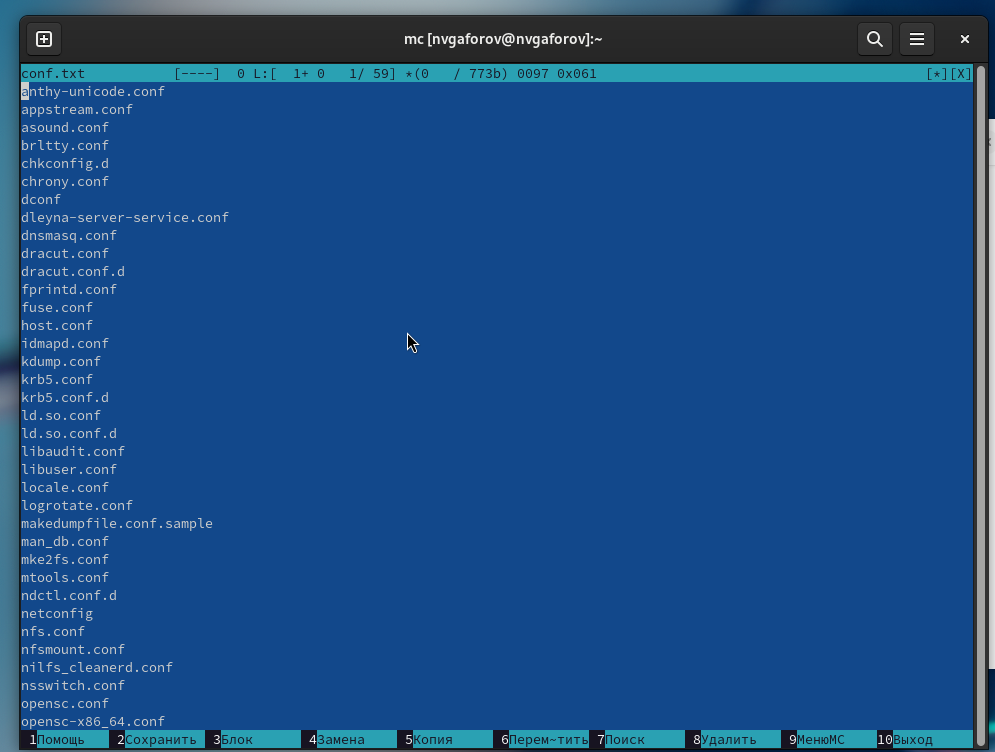 mc [nvgaforov@nvgaforov]:~
conf.txt [----] 0 L:[ 1+ 0 1/ 59] *(0 / 773b) 0097 0x061 [*][X]
anthy-unicode.conf
appstream.conf
asound.conf
brltty.conf
chkconfig.d
chrony.conf
dconf
dleyna-server-service.conf
dnsmasq.conf
dracut.conf
dracut.conf.d
fprintd.conf
fuse.conf
host.conf
idmapd.conf
kdump.conf
krb5.conf
krb5.conf.d
ld.so.conf
ld.so.conf.d
libaudit.conf
libuser.conf
locale.conf
logrotate.conf
makedumpfile.conf.sample
man_db.conf
mke2fs.conf
mtools.conf
ndctl.conf.d
netconfig
nfs.conf
nfsmount.conf
nilfs_cleanerd.conf
nsswitch.conf
opensc.conf
opensc-x86_64.conf
1Помощь 2Сохранить 3Блок 4Замена 5Копия 6Перем~тить 7Поиск 8Удалить 9МенюMC 10Выход